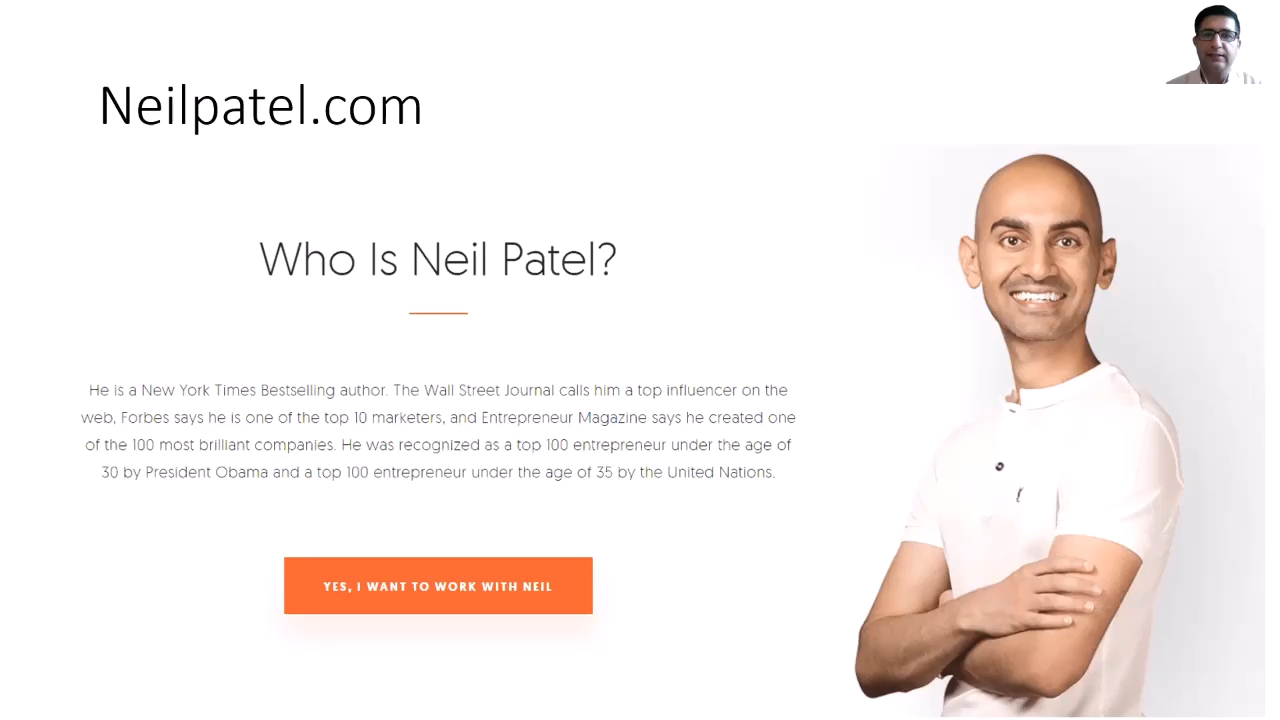 Neilpatel.com
Who Is Neil Patel?
He is a New York Times Bestselling author. The Wall Street Journal calls him a top influencer on the
web, Forbes says he is one of the top 10 marketers, and Entrepreneur Magazine says he created one
of the 100 most brilliant companies. He was recognized as a top 100 entrepreneur under the age of
30 by President Obama and a top 100 entrepreneur under the age of 35 by the United Nations.
YES, I WANT TO WORK WITH NEIL